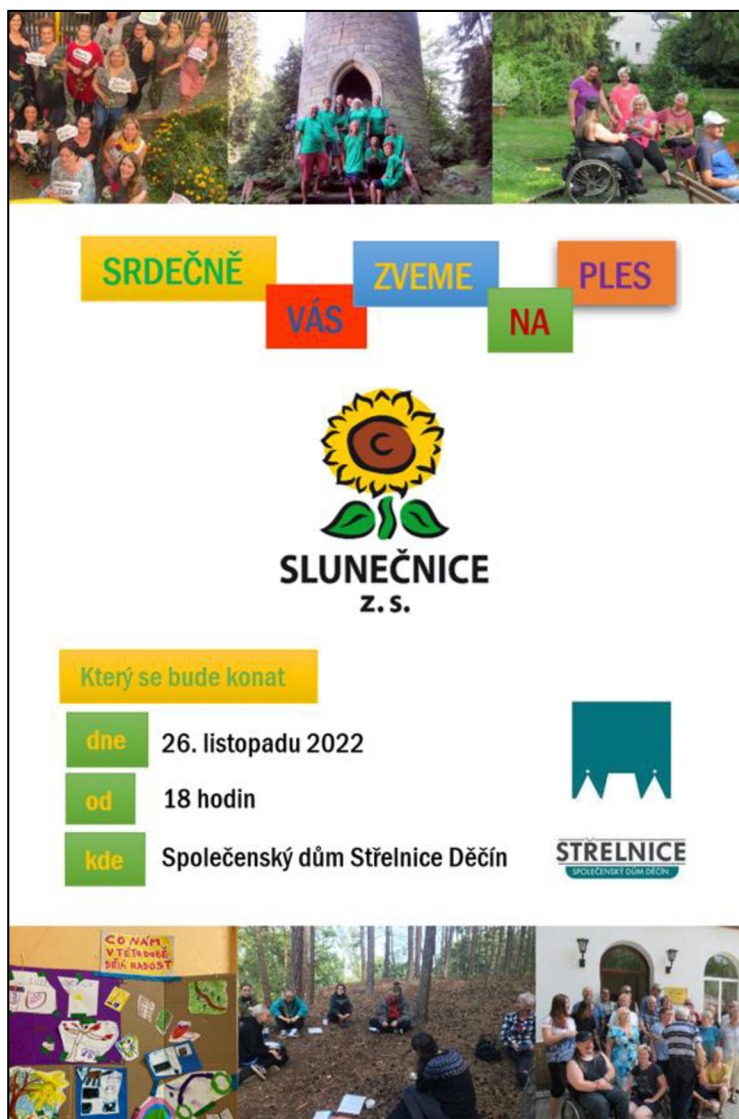 SRDEČNĚ VÁS ZVEME NA PLES
SLUNEČNICE
z. s.
Který se bude konat
dne 26. listopadu 2022
od 18 hodin
kde Společenský dům Střelnice Děčín
STŘELNICE
SPOLEČENSKÝ DŮM DĚČÍN
CO NÁM
V TÉTO DOBĚ
DĚLÁ RADOST